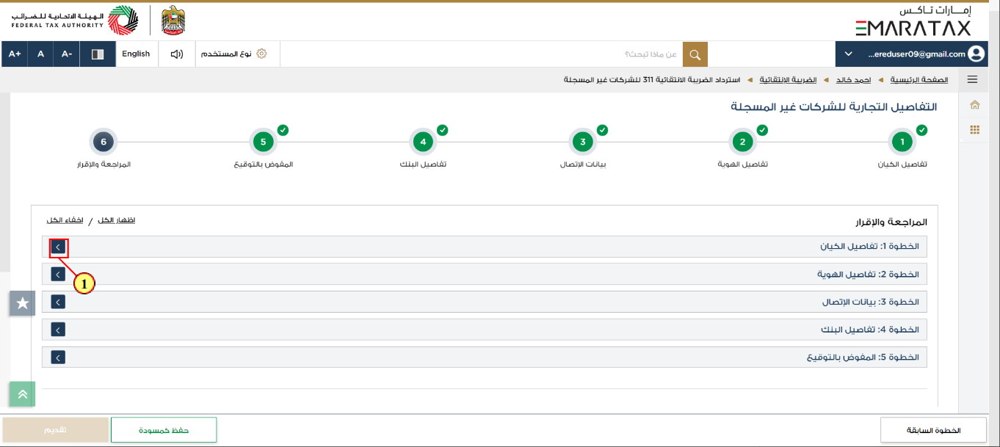 إمـــارات تــاكــس
EMARATAX
الهيئة الاتحادية للضرائب
FEDERAL TAX AUTHORITY
...ereduser09@gmail.com
عن ماذا تبحث؟
نوع المستخدم
English
A-
A
A+
الصفحة الرئيسية ◄ احمد خالد ◄ الضريبة الإنتقائية ◄ استرداد الضريبة الانتقائية 311 للشركات غير المسجلة
التفاصيل التجارية للشركات غير المسجلة
1
2
3
4
5
6
تفاصيل الكيان
تفاصيل الهوية
بيانات الإتصال
تفاصيل البنك
المفوض بالتوقيع
المراجعة والإقرار
المراجعة والإقرار
اظهار الكل / اخفاء الكل
الخطوة 1: تفاصيل الكيان
1
الخطوة 2: تفاصيل الهوية
الخطوة 3: بيانات الإتصال
الخطوة 4: تفاصيل البنك
الخطوة 5: المفوض بالتوقيع
الخطوة السابقة
حفظ كمسودة
تقديم